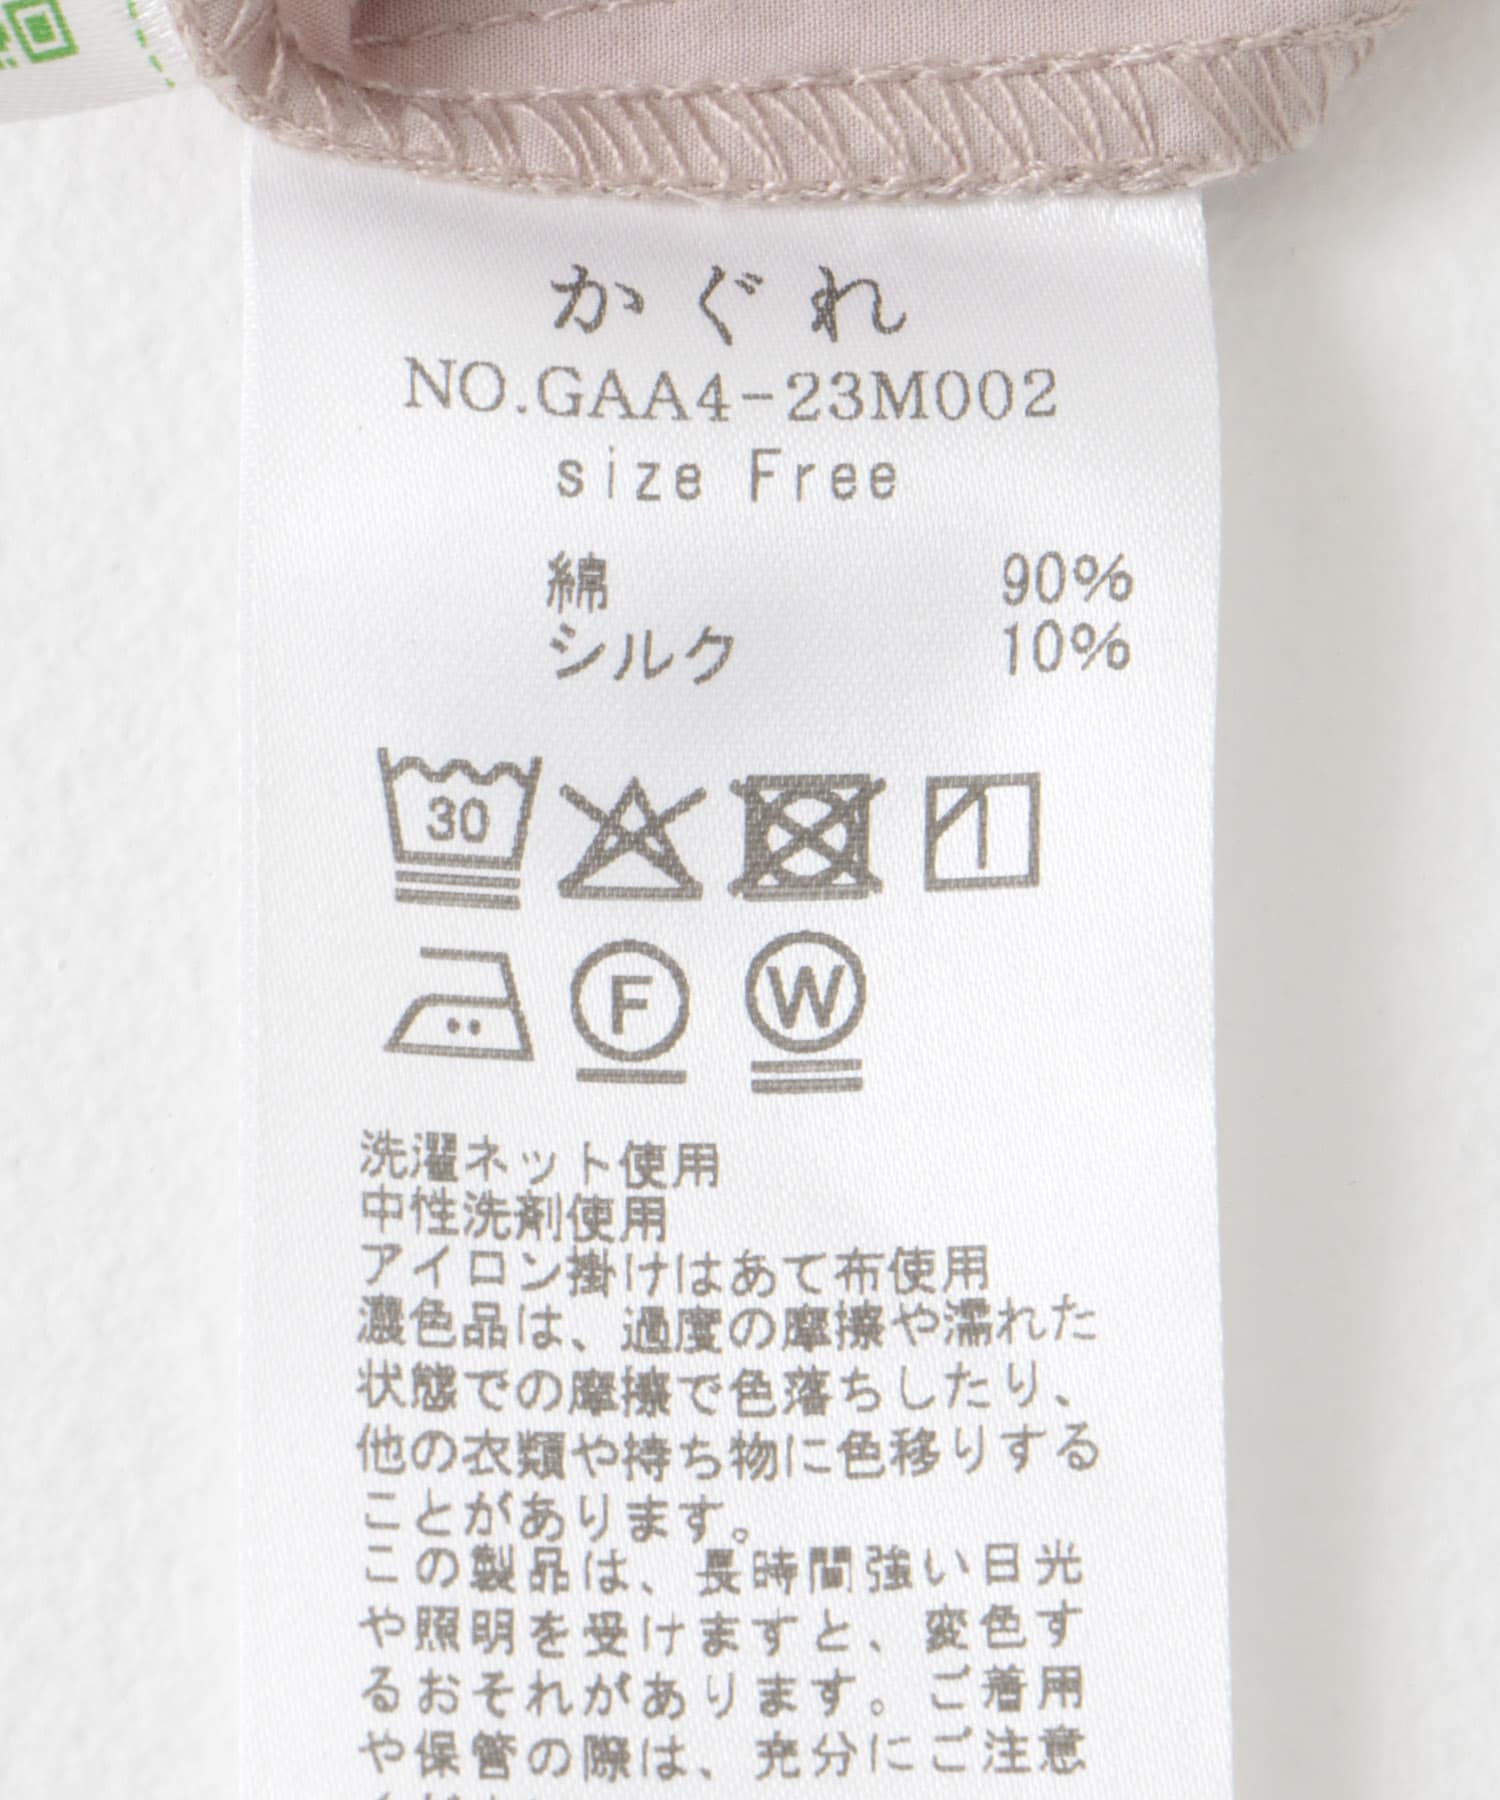 かぐれ
NO.GAA4-23M002
size Free
綿 90%
シルク 10%
30
F W
洗濯ネット使用
中性洗剤使用
アイロン掛けはあて布使用
濃色品は、過度の摩擦や濡れた
状態での摩擦で色落ちしたり、
他の衣類や持ち物に色移りする
ことがあります。
この製品は、長時間強い日光
や照明を受けますと、変色す
るおそれがあります。ご着用
や保管の際は、充分にご注意